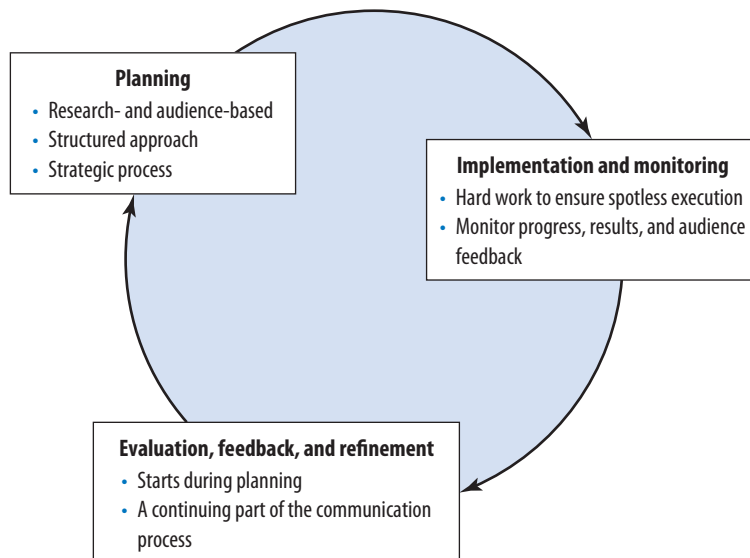 Planning
• Research- and audience-based
• Structured approach
• Strategic process
Implementation and monitoring
• Hard work to ensure spotless execution
• Monitor progress, results, and audience
feedback
Evaluation, feedback, and refinement
• Starts during planning
• A continuing part of the communication
process